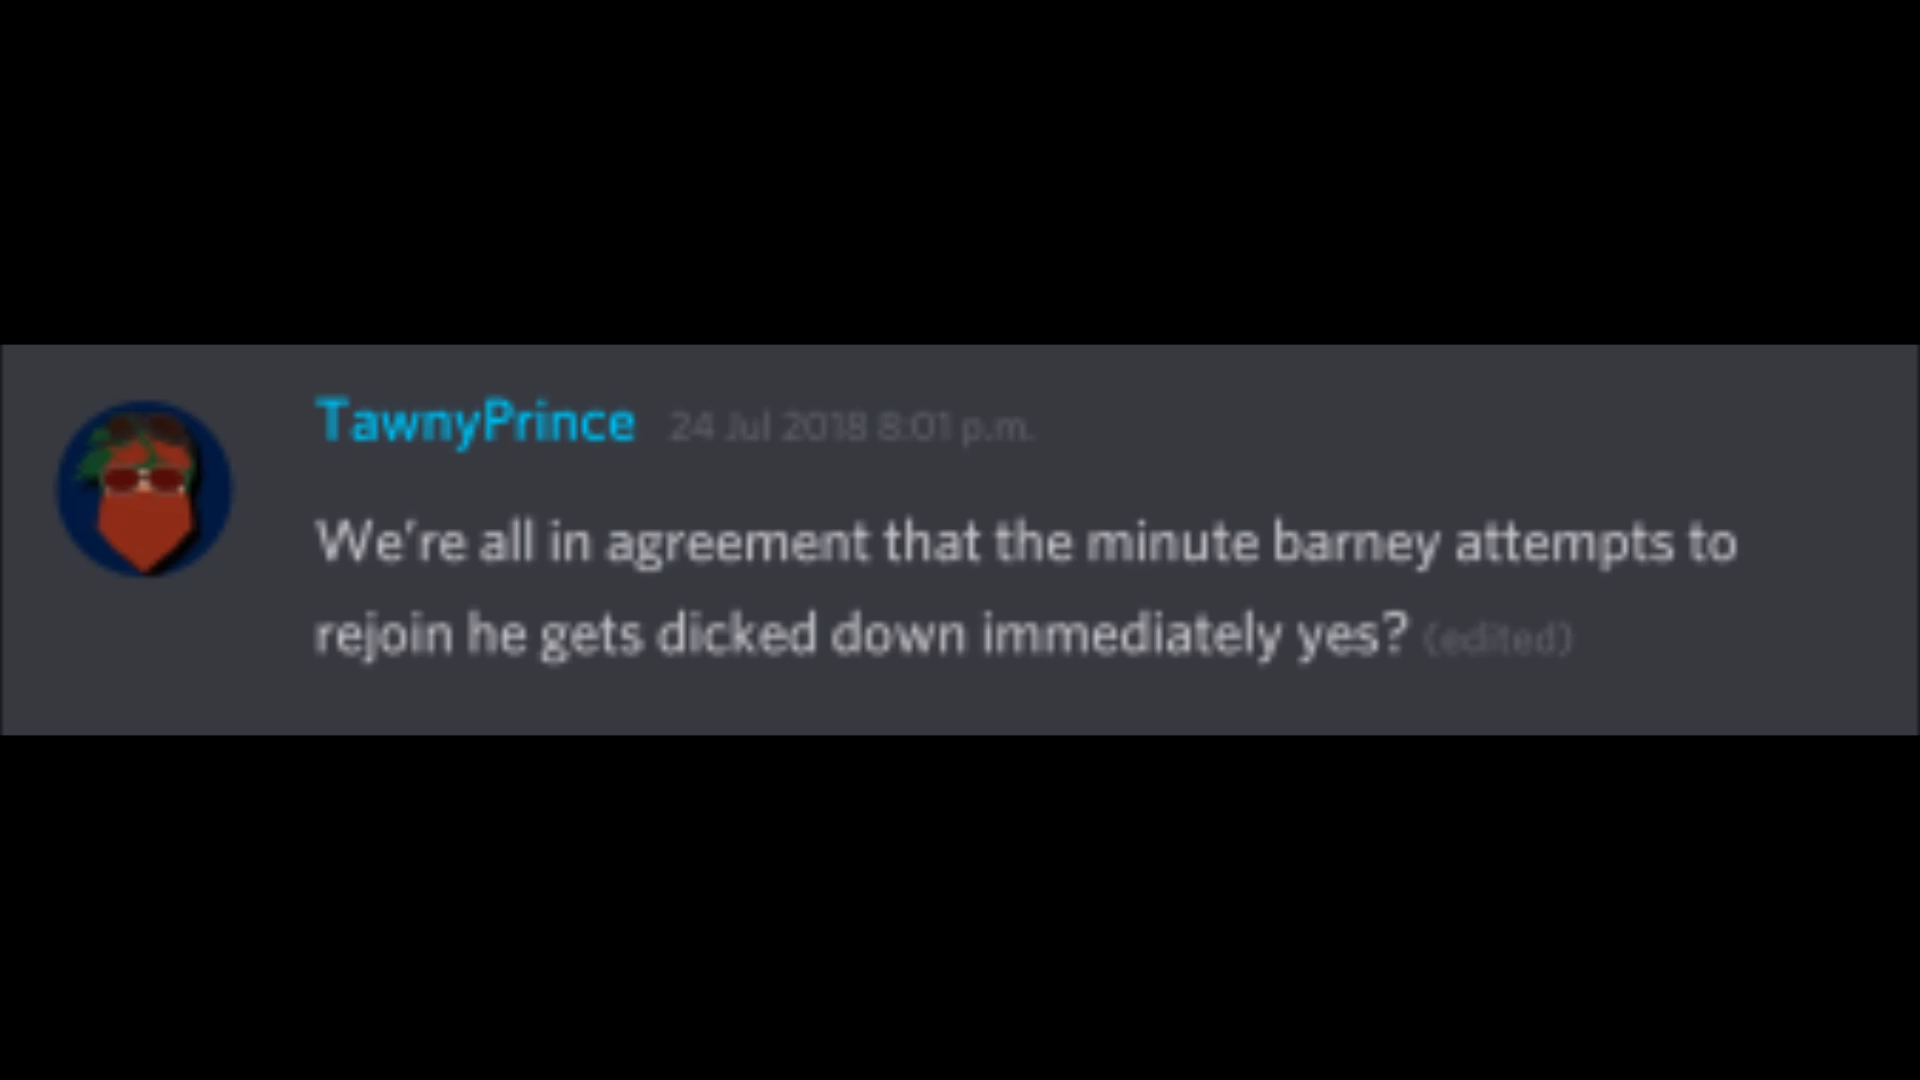 TawnyPrince 24 Jul 2018 8:01 p.m.
We're all in agreement that the minute barney attempts to
rejoin he gets dicked down immediately yes? (edited)